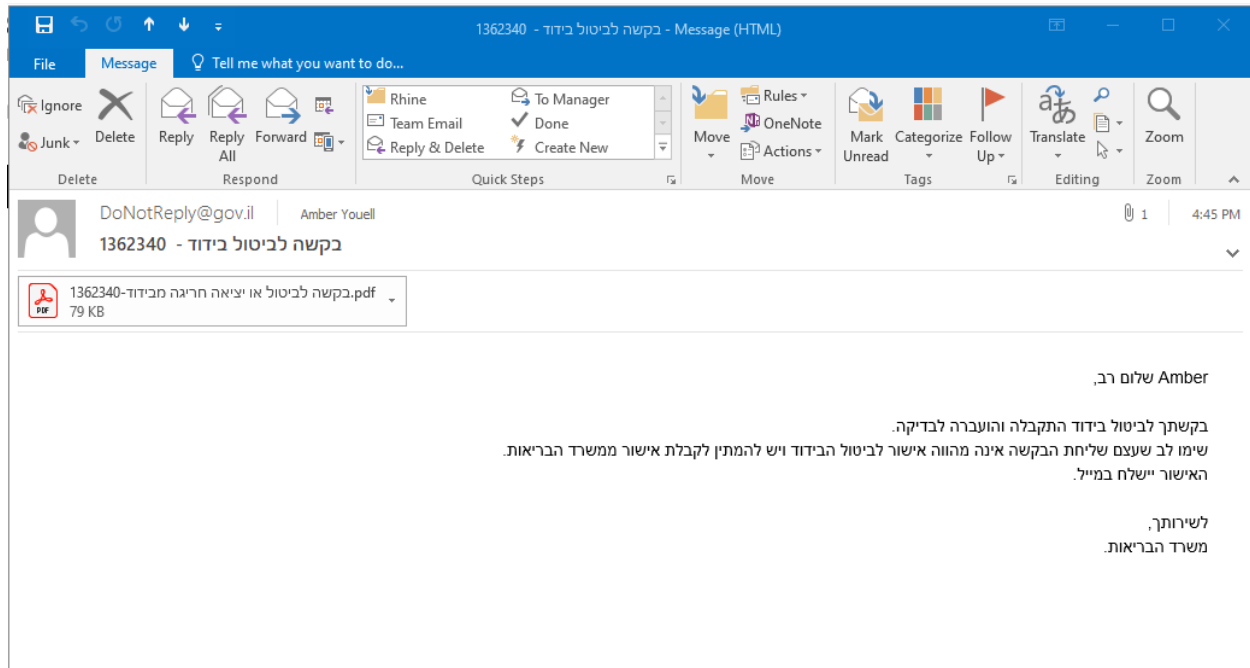 1362340 - בקשה לביטול בידוד - Message (HTML)
File Message Tell me what you want to do...
Ignore
Junk
Delete
Reply
Reply All
Forward
Rhine
Team Email
Reply & Delete
To Manager
Done
Create New
Move
Rules
OneNote
Actions
Mark Unread
Categorize
Follow Up
Translate
Zoom
Delete Respond Quick Steps Move Tags Editing Zoom
DoNotReply@gov.il Amber Youell 1 4:45 PM
בקשה לביטול בידוד - 1362340
PDF
בקשה לביטול או יציאה חריגה מבידוד-1362340.pdf
79 KB
Amber שלום רב,
בקשתך לביטול בידוד התקבלה והועברה לבדיקה.
שימו לב שעצם שליחת הבקשה אינה מהווה אישור לביטול הבידוד ויש להמתין לקבלת אישור ממשרד הבריאות.
האישור יישלח במייל.
לשירותך,
משרד הבריאות.